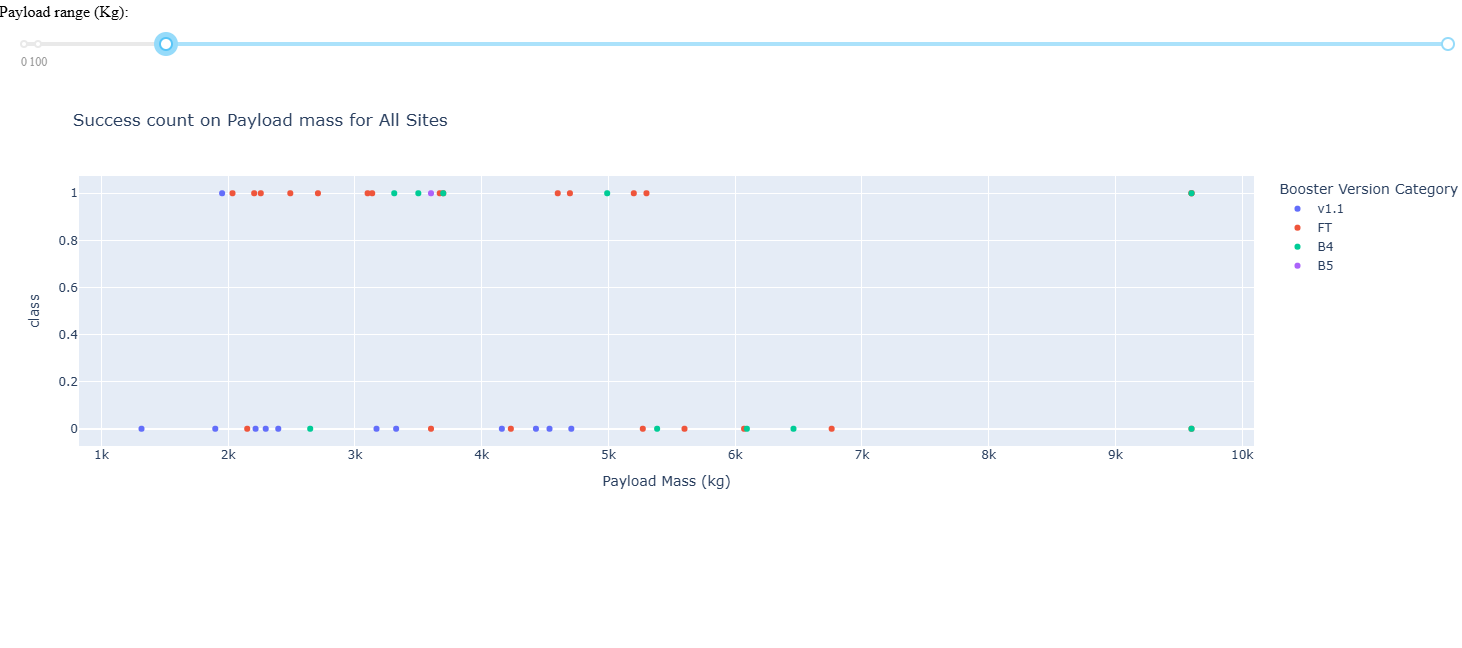 Payload range (Kg):
0 100
Success count on Payload mass for All Sites
Booster Version Category
v1.1
FT
B4
B5
1
0.8
0.6
0.4
0.2
0
class
1k 2k 3k 4k 5k 6k 7k 8k 9k 10k
Payload Mass (kg)